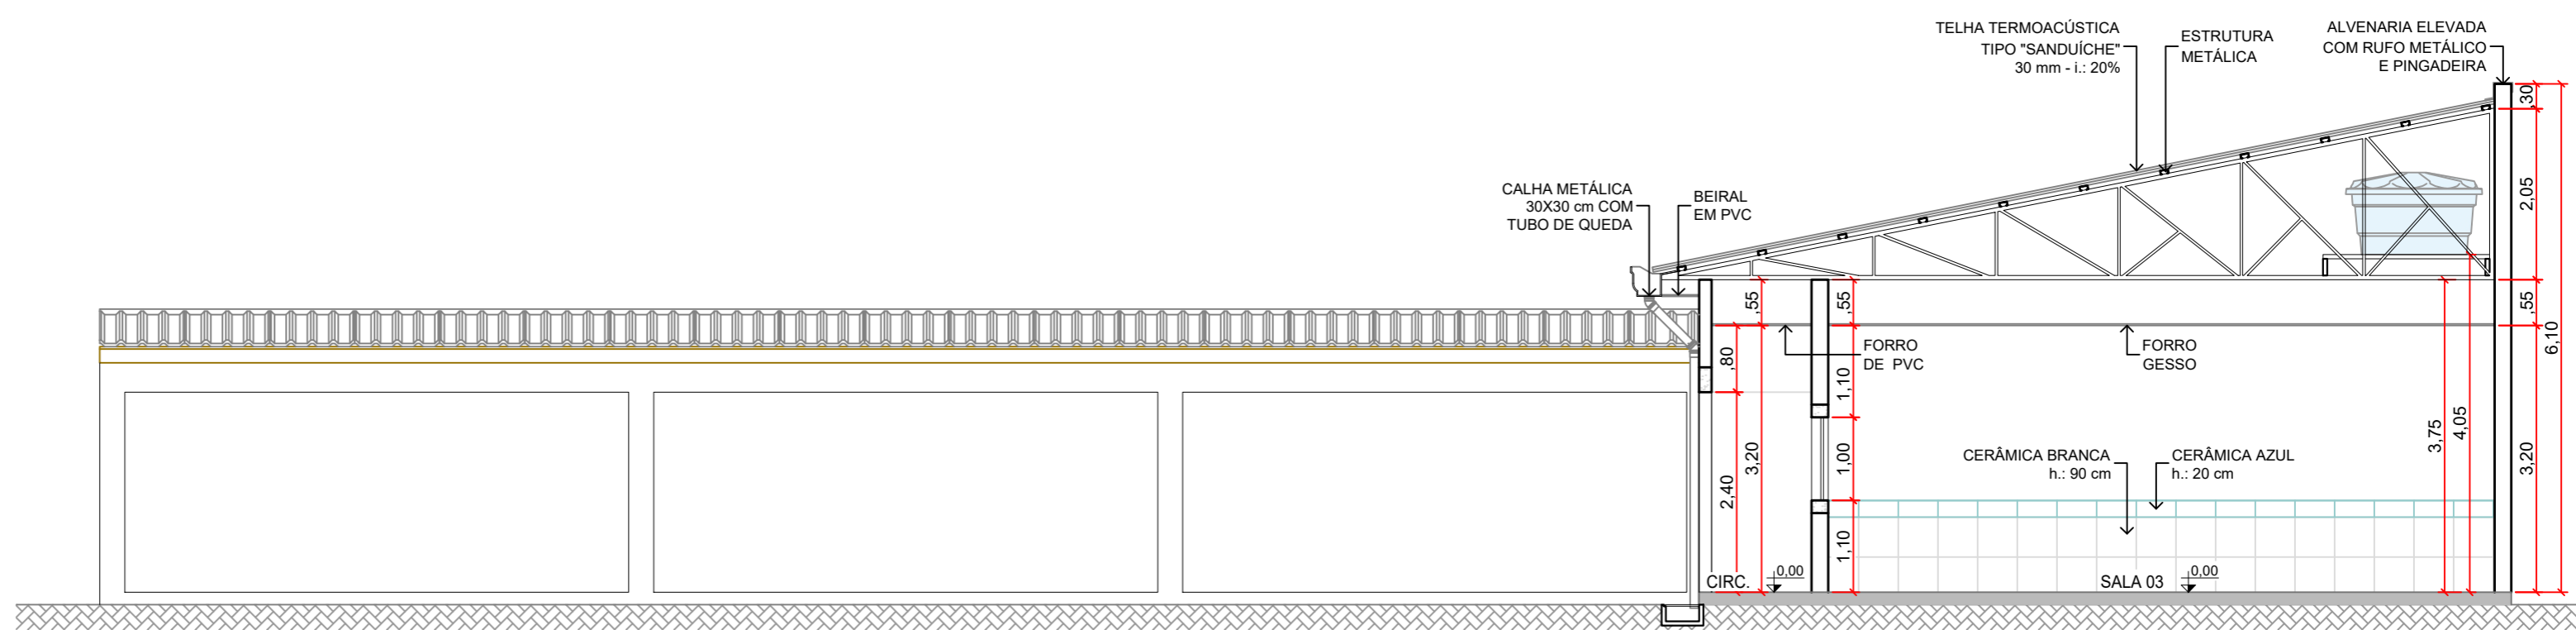 TELHA TERMOACÚSTICA
TIPO "SANDUÍCHE"
30 mm - i.: 20%
ESTRUTURA
METÁLICA
ALVENARIA ELEVADA
COM RUFO METÁLICO
E PINGADEIRA
CALHA METÁLICA
30X30 cm COM
TUBO DE QUEDA
BEIRAL
EM PVC
,30
2,05
,55
6,10
3,20
,55
,80
2,40
3,20
,55
1,10
1,00
1,10
FORRO
DE PVC
FORRO
GESSO
3,75
4,05
CERÂMICA BRANCA
h.: 90 cm
CERÂMICA AZUL
h.: 20 cm
CIRC.
0,00
SALA 03
0,00